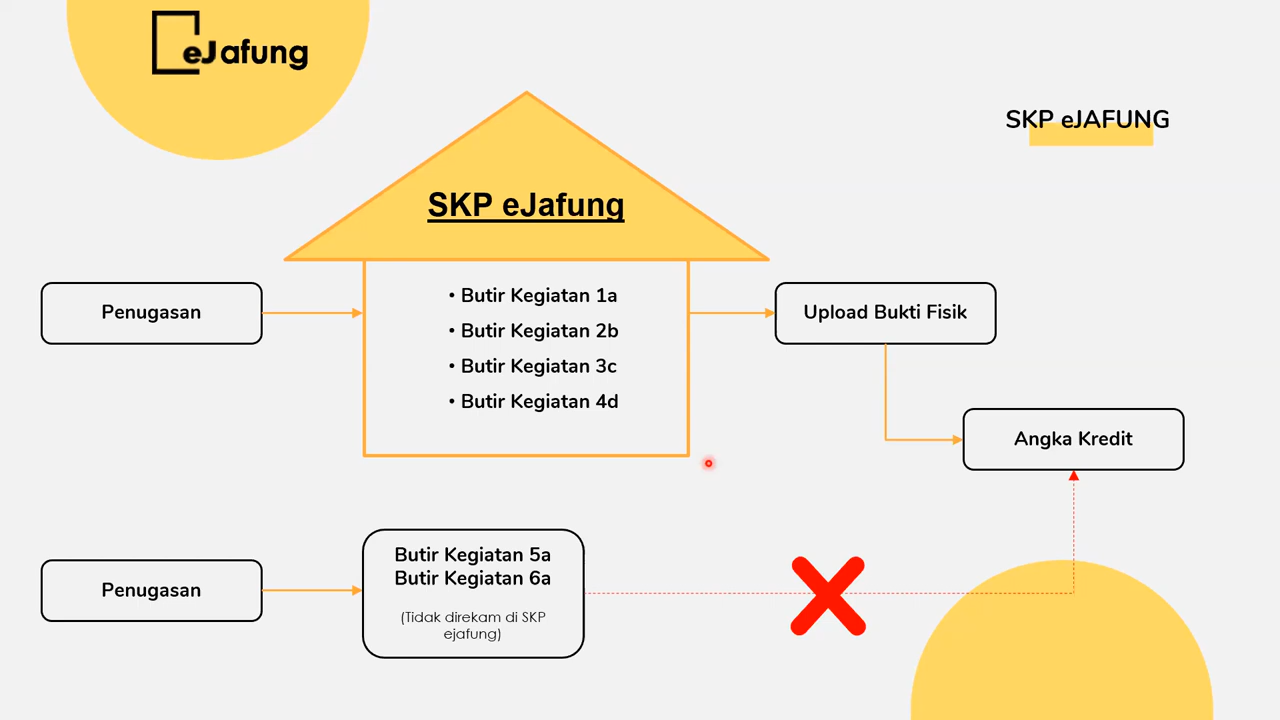 eJafung
SKP eJAFUNG
SKP eJafung
Penugasan
• Butir Kegiatan 1a
• Butir Kegiatan 2b
• Butir Kegiatan 3c
• Butir Kegiatan 4d
Upload Bukti Fisik
Angka Kredit
Penugasan
Butir Kegiatan 5a
Butir Kegiatan 6a
(Tidak direkam di SKP
ejafung)